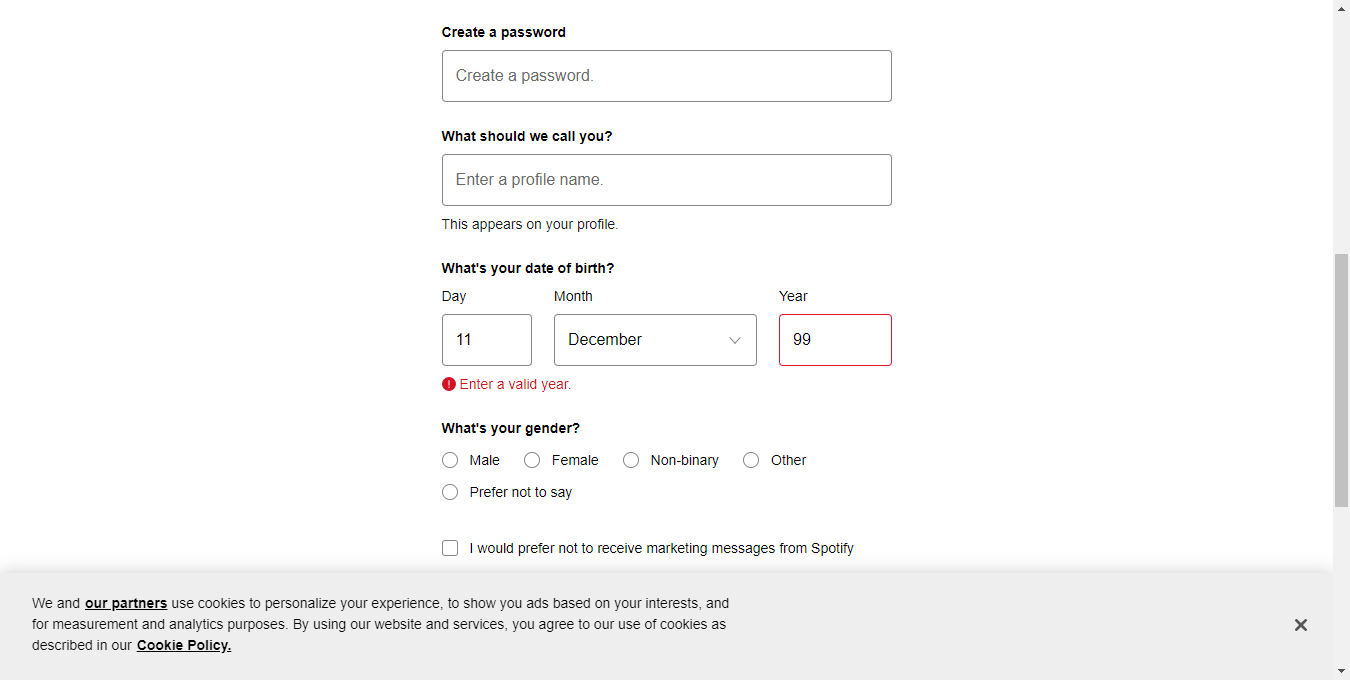 Create a password
Create a password.
What should we call you?
Enter a profile name.
This appears on your profile.
What's your date of birth?
Day Month Year
11 December 99
Enter a valid year.
What's your gender?
Male Female Non-binary Other
Prefer not to say
I would prefer not to receive marketing messages from Spotify
We and our partners use cookies to personalize your experience, to show you ads based on your interests, and
for measurement and analytics purposes. By using our website and services, you agree to our use of cookies as
described in our Cookie Policy.